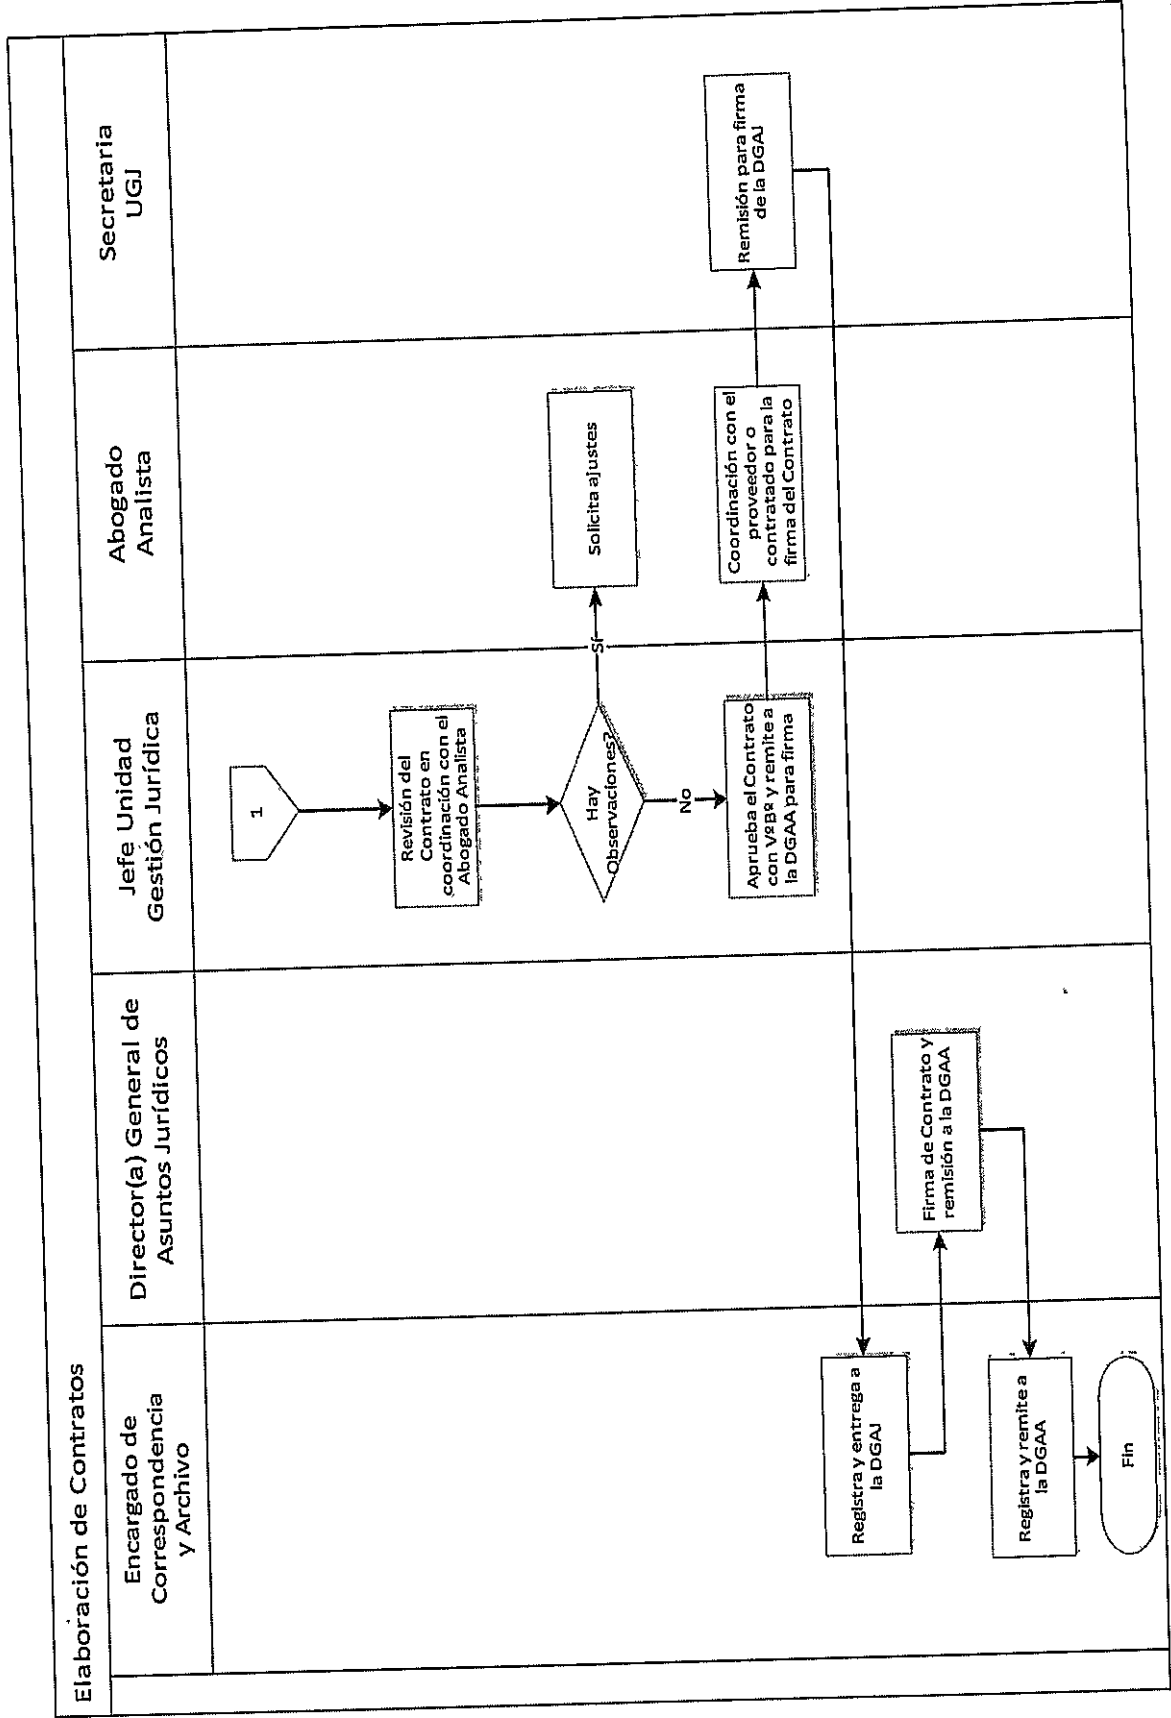 Elaboración de Contratos
Encargado de
Correspondencia
y Archivo
Director(a) General de
Asuntos Jurídicos
Jefe Unidad
Gestión Jurídica
Abogado
Analista
Secretaria
UGJ
1
Revisión del
Contrato en
coordinación con el
Abogado Analista
Hay
Observaciones?
Sí
Solicita ajustes
No
Aprueba el Contrato
con VºBº y remite a
la DGAA para firma
Coordinación con el
proveedor o
contratado para la
firma del Contrato
Remisión para firma
de la DGAJ
Registra y entrega a
la DGAJ
Firma de Contrato y
remisión a la DGAA
Registra y remite a
la DGAA
Fin